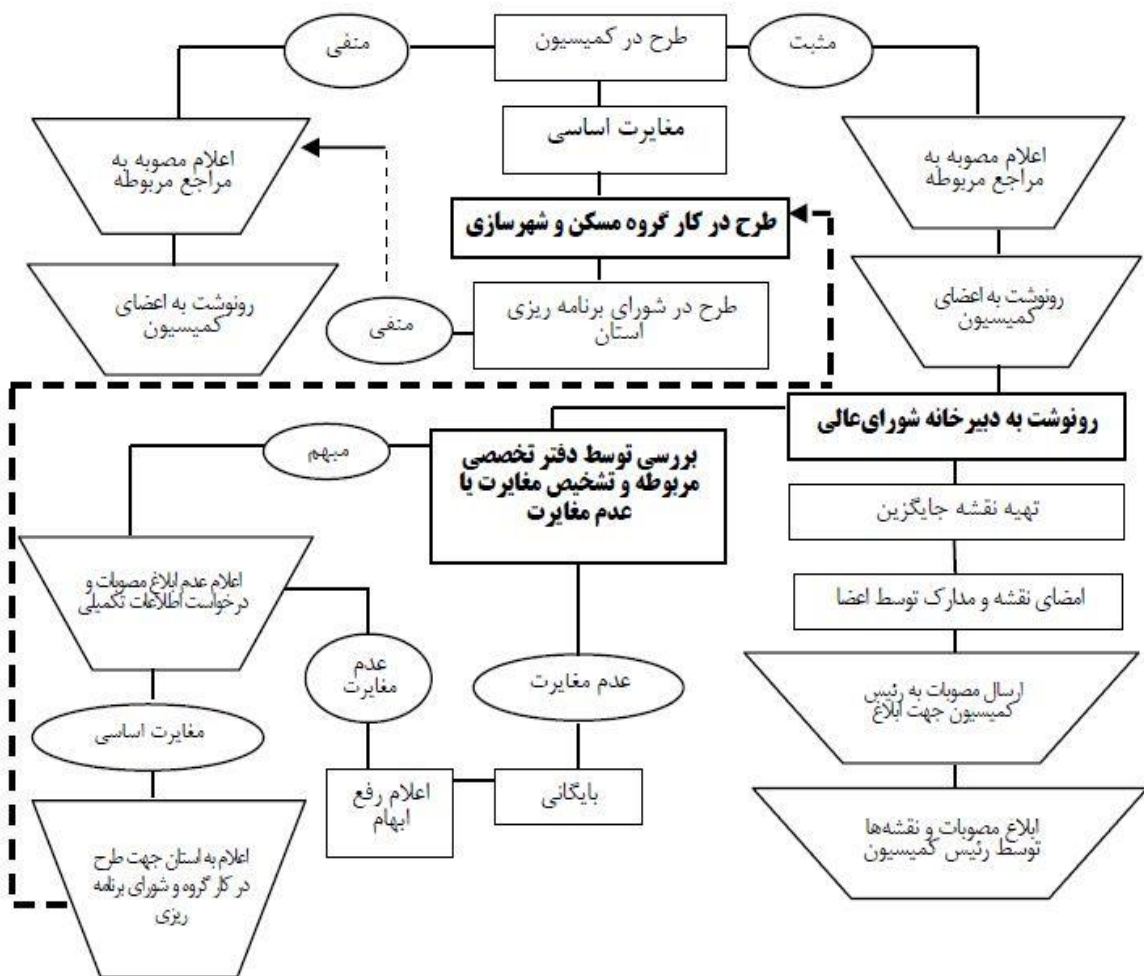 مثبت
طرح در کمیسیون
منفی
مغایرت اساسی
اعلام مصوبه به
مراجع مربوطه
اعلام مصوبه به
مراجع مربوطه
طرح در کار گروه مسکن و شهرسازی
رونوشت به اعضای
کمیسیون
طرح در شورای برنامه ریزی
استان
منفی
رونوشت به اعضای
کمیسیون
رونوشت به دبیرخانه شورای‌عالی
بررسی توسط دفتر تخصصی
مربوطه و تشخیص مغایرت یا
عدم مغایرت
مبهم
تهیه نقشه جایگزین
اعلام عدم ابلاغ مصوبات و
درخواست اطلاعات تکمیلی
امضای نقشه و مدارک توسط اعضا
عدم مغایرت
عدم
مغایرت
ارسال مصوبات به رئیس
کمیسیون جهت ابلاغ
مغایرت اساسی
بایگانی
اعلام رفع
ابهام
ابلاغ مصوبات و نقشه‌ها
توسط رئیس کمیسیون
اعلام به استان جهت طرح
در کار گروه و شورای برنامه
ریزی